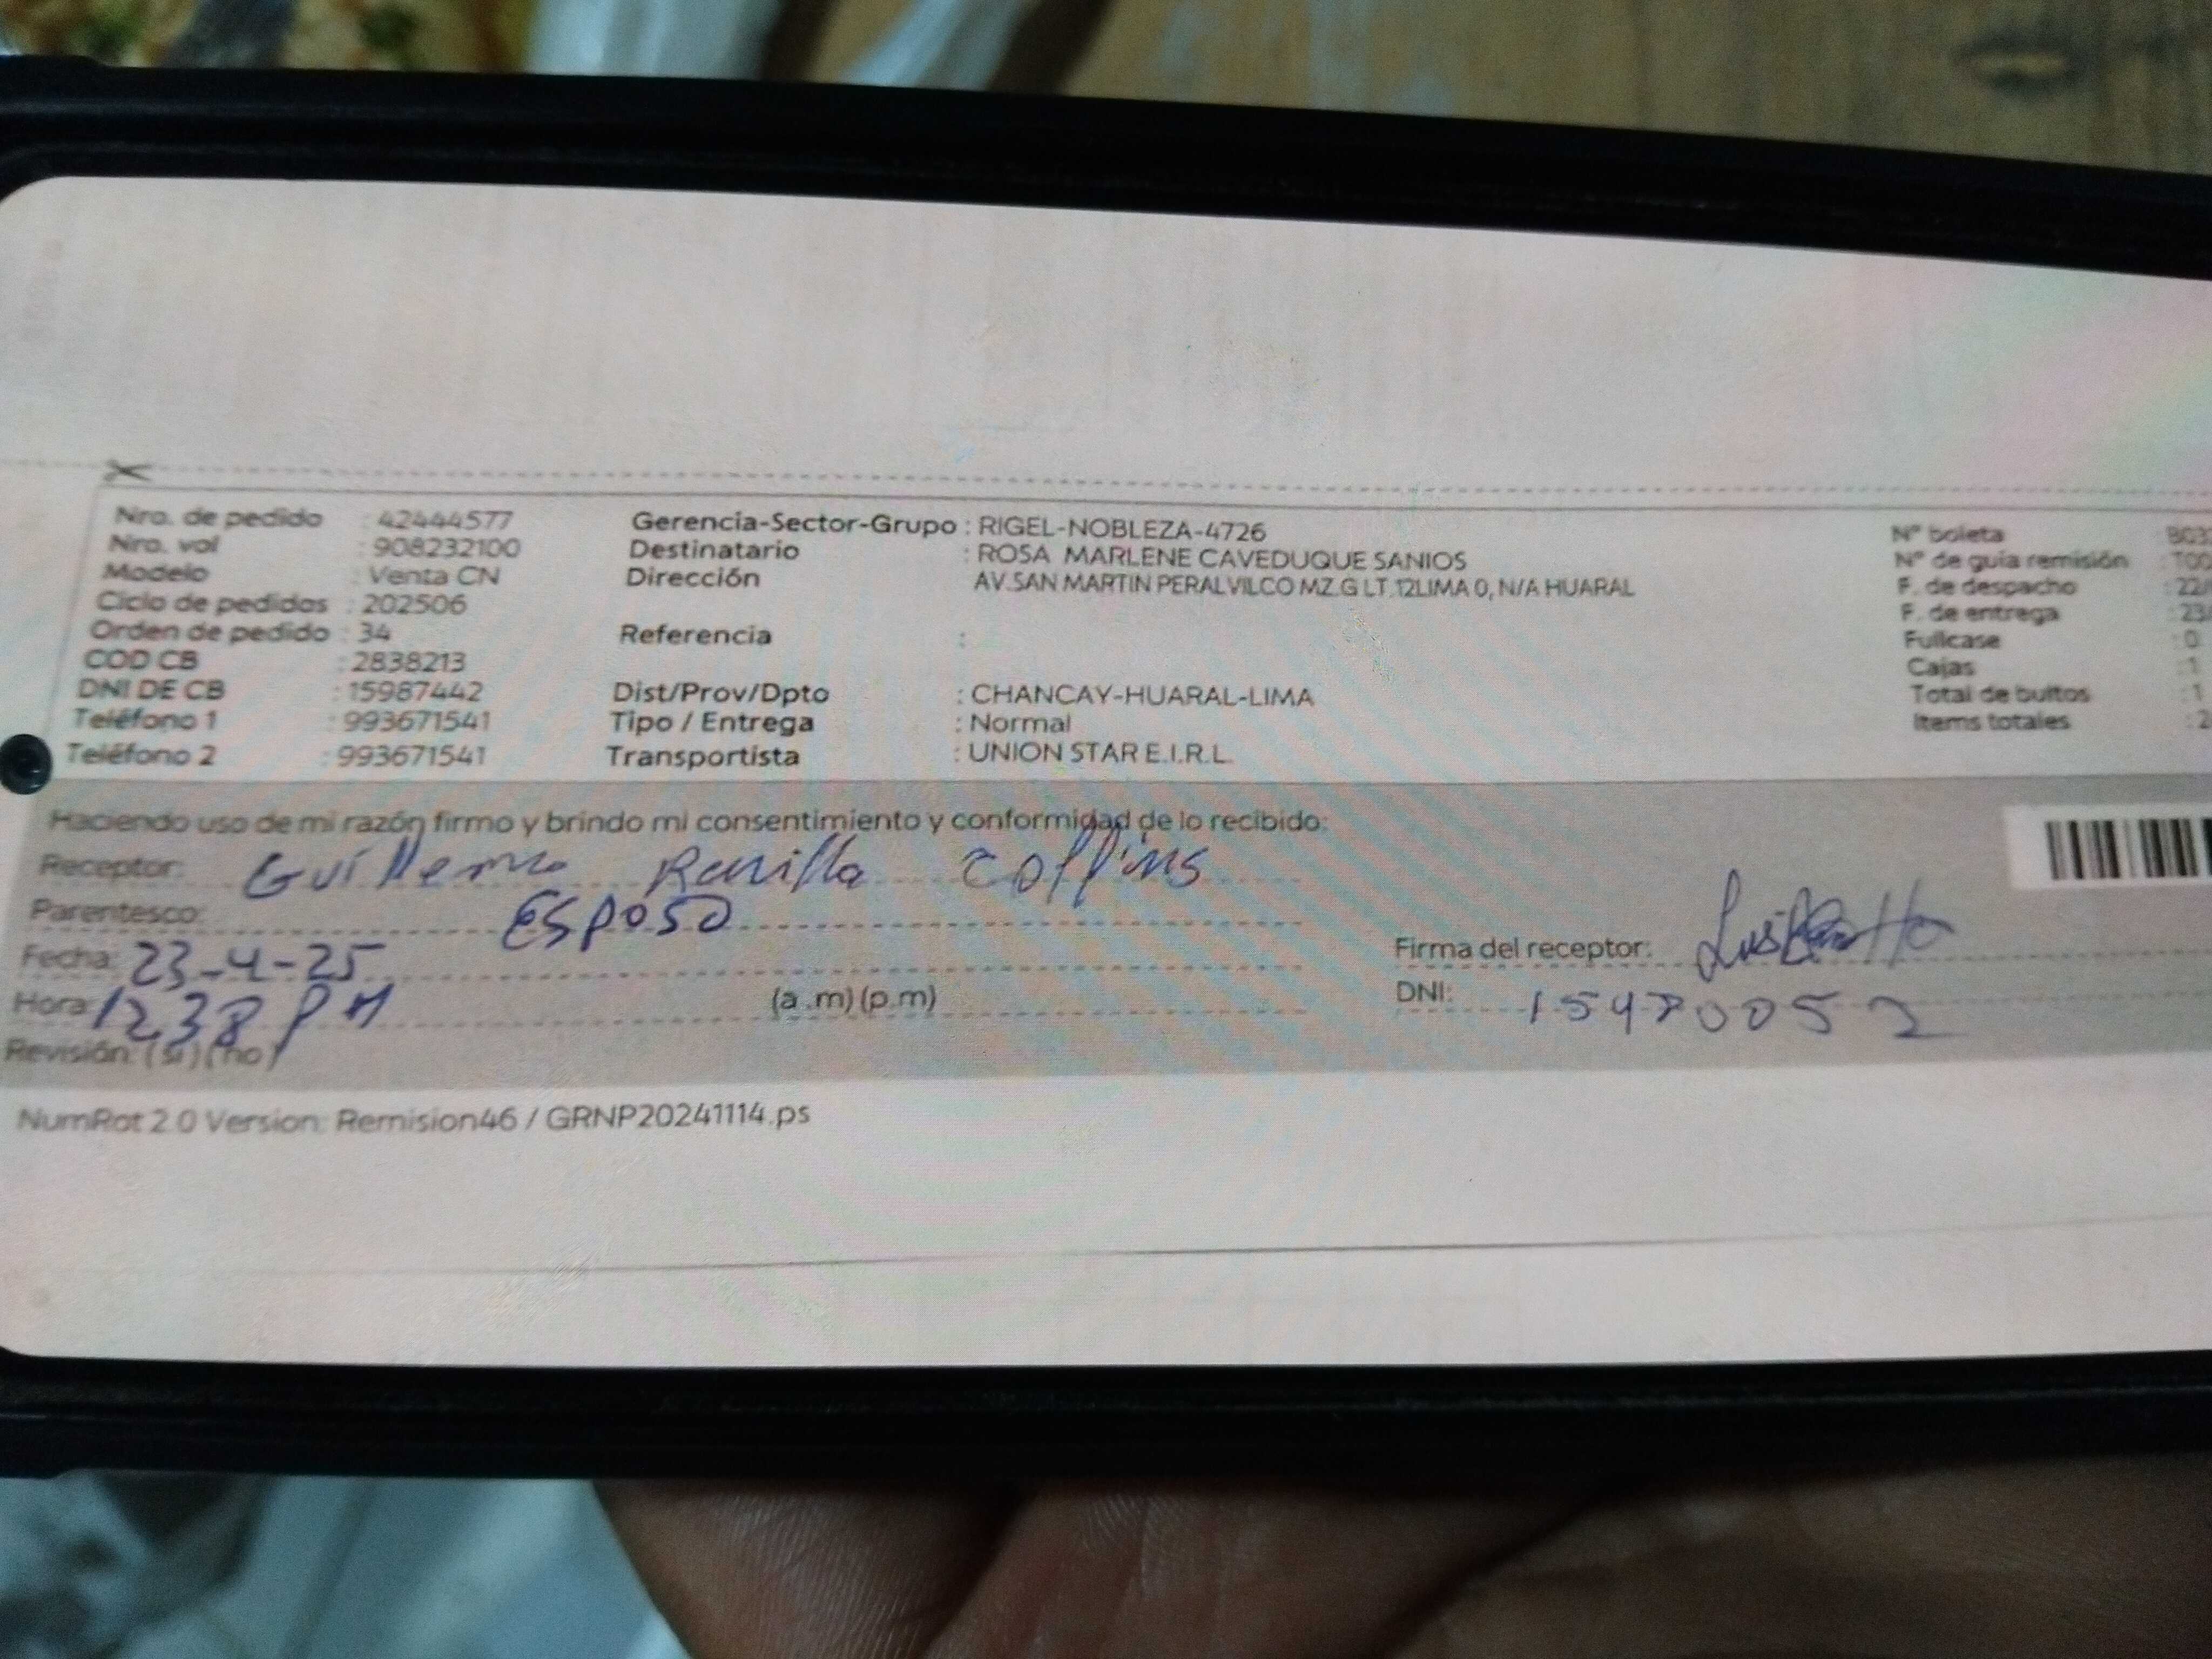 Nro. de pedido : 42444577
Nro. vol : 908232100
Modelo : Venta CN
Ciclo de pedidos : 202506
Orden de pedido : 34
COD CB : 2838213
DNI DE CB : 15987442
Teléfono 1 : 993671541
Teléfono 2 : 993671541
Gerencia-Sector-Grupo : RIGEL-NOBLEZA-4726
Destinatario : ROSA MARLENE CAVEDUQUE SANIOS
Dirección AV.SAN MARTIN PERALVILCO MZ.G LT.12LIMA 0, N/A HUARAL
Referencia :
Dist/Prov/Dpto : CHANCAY-HUARAL-LIMA
Tipo / Entrega : Normal
Transportista : UNION STAR E.I.R.L.
N° boleta
N° de guía remisión
F. de despacho : 22
F. de entrega : 23
Fullcase : 0
Cajas : 1
Total de bultos : 1
Items totales : 2
Haciendo uso de mi razón firmo y brindo mi consentimiento y conformidad de lo recibido:
Receptor: Guillermo
Parentesco: ESPOSO
Fecha: 23-4-25
Hora: 1238 PM (a.m) (p.m)
Revisión: (si) (no)
Firma del receptor:
DNI:
NumRot 2.0 Version: Remision46 / GRNP20241114.ps